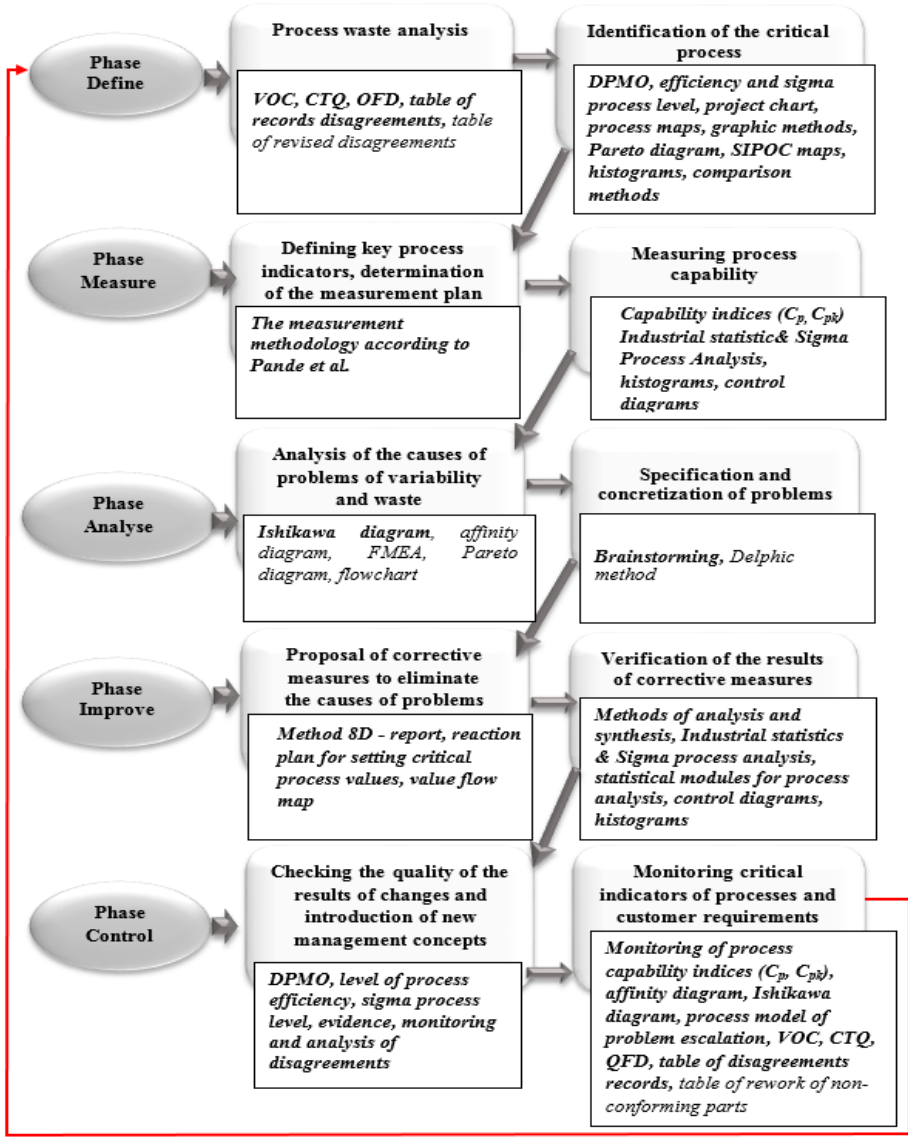 Phase
Define
Process waste analysis
VOC, CTQ, OFD, table of
records disagreements, table
of revised disagreements
Identification of the critical
process
DPMO, efficiency and sigma
process level, project chart,
process maps, graphic methods,
Pareto diagram, SIPOC maps,
histograms, comparison
methods
Phase
Measure
Defining key process
indicators, determination
of the measurement plan
The measurement
methodology according to
Pande et al.
Measuring process
capability
Capability indices (Cp, Cpk)
Industrial statistic& Sigma
Process Analysis,
histograms, control
diagrams
Phase
Analyse
Analysis of the causes of
problems of variability
and waste
Ishikawa diagram, affinity
diagram, FMEA, Pareto
diagram, flowchart
Specification and
concretization of problems
Brainstorming, Delphic
method
Phase
Improve
Proposal of corrective
measures to eliminate
the causes of problems
Method 8D - report, reaction
plan for setting critical
process values, value flow
map
Verification of the results
of corrective measures
Methods of analysis and
synthesis, Industrial statistics
& Sigma process analysis,
statistical modules for process
analysis, control diagrams,
histograms
Phase
Control
Checking the quality of the
results of changes and
introduction of new
management concepts
DPMO, level of process
efficiency, sigma process
level, evidence, monitoring
and analysis of
disagreements
Monitoring critical
indicators of processes and
customer requirements
Monitoring of process
capability indices (Cp, Cpk),
affinity diagram, Ishikawa
diagram, process model of
problem escalation, VOC, CTQ,
QFD, table of disagreements
records, table of rework of non-
conforming parts